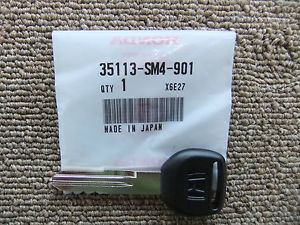 35113-SM4-901
QTY 1 X6E27
MADE IN JAPAN